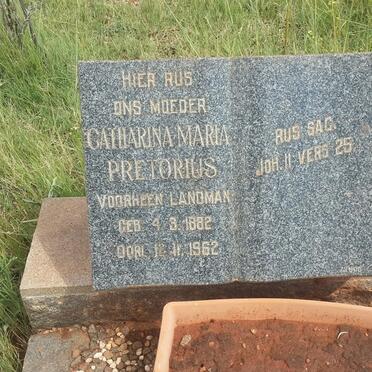 HIER RUS
ONS MOEDER
CATHARINA MARIA
PRETORIUS
VOORHEEN LANDMAN
GEB. 4. 3. 1882
OORL. 12. 11. 1962
RUS SAG.
JOH. 11 VERS 25